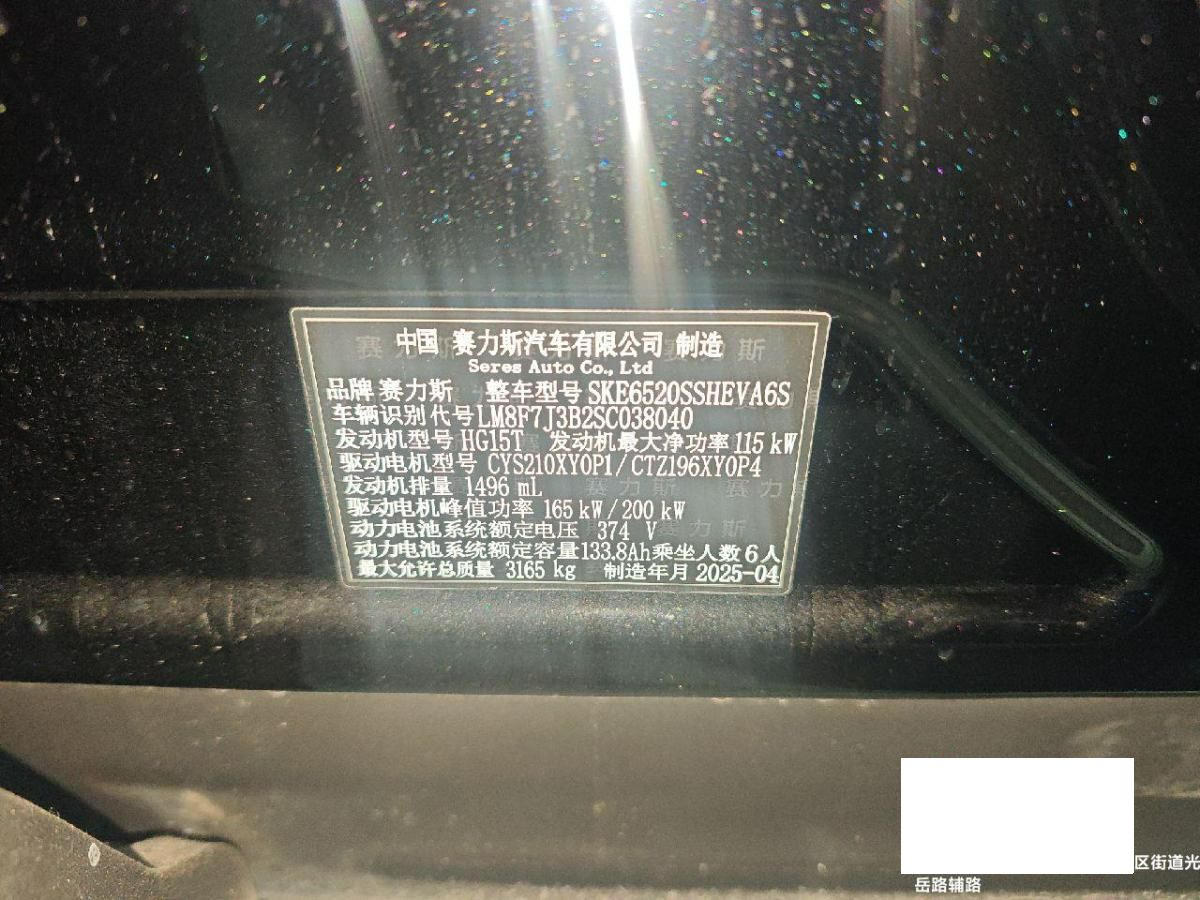 中国 赛力斯汽车有限公司 制造
Seres Auto Co., Ltd
品牌 赛力斯 整车型号 SKE6520SSHEVA6S
车辆识别代号 LM8F7J3B2SC038040
发动机型号 HG15T 发动机最大净功率 115 kW
驱动电机型号 CYS210XY0P1/CTZ196XY0P4
发动机排量 1496 mL
驱动电机峰值功率 165 kW/200 kW
动力电池系统额定电压 374 V
动力电池系统额定容量 133.8Ah 乘坐人数 6 人
最大允许总质量 3165 kg 制造年月 2025-04
区街道光
岳路辅路